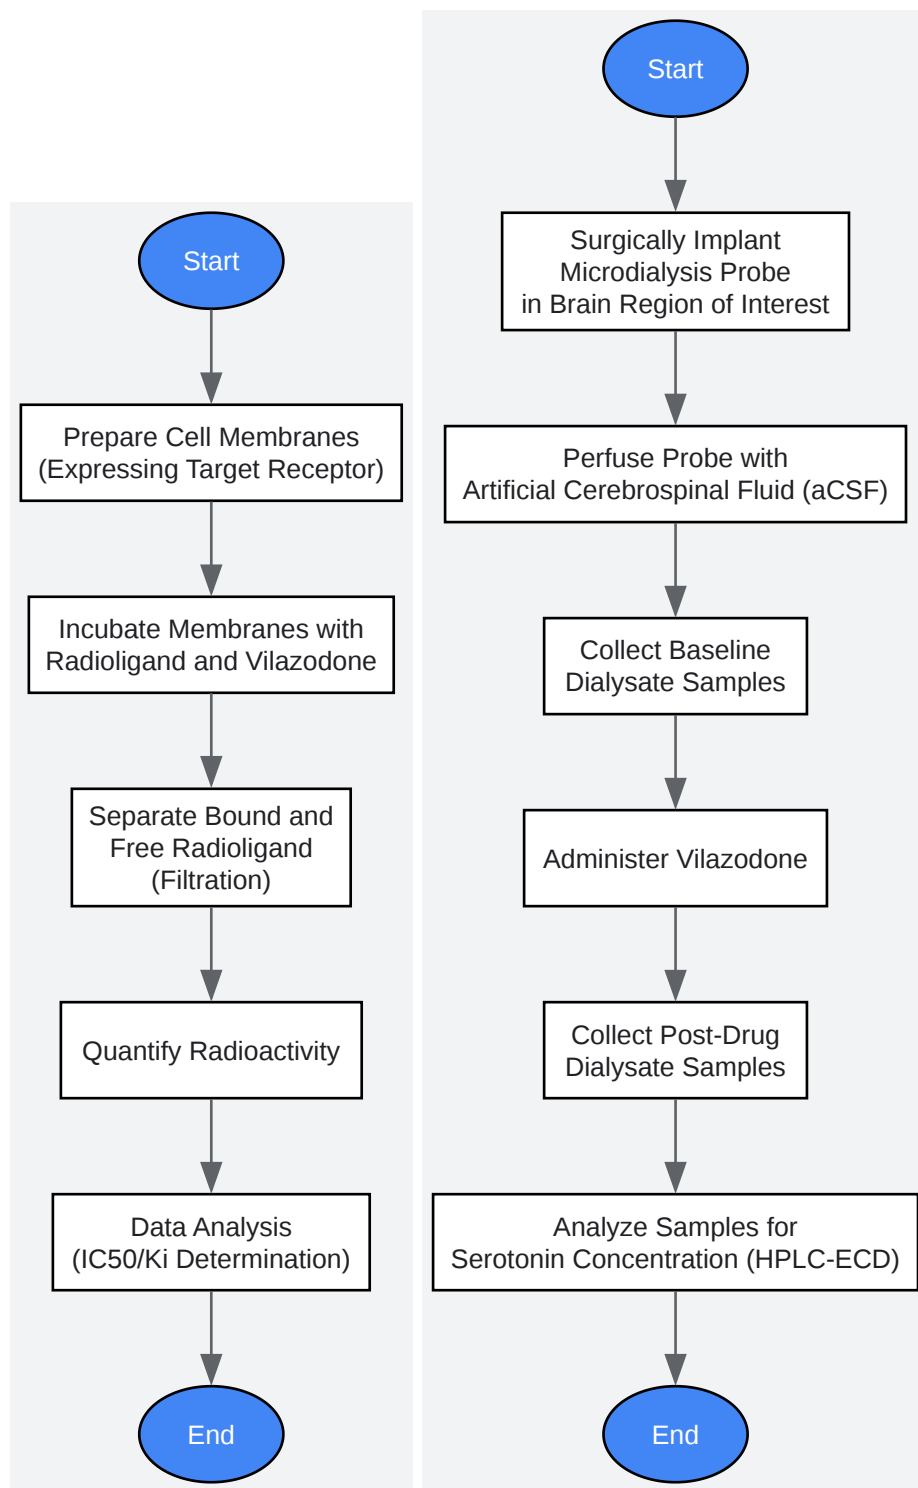 Start
Prepare Cell Membranes
(Expressing Target Receptor)
Incubate Membranes with
Radioligand and Vilazodone
Separate Bound and
Free Radioligand
(Filtration)
Quantify Radioactivity
Data Analysis
(IC50/Ki Determination)
End
Start
Surgically Implant
Microdialysis Probe
in Brain Region of Interest
Perfuse Probe with
Artificial Cerebrospinal Fluid (aCSF)
Collect Baseline
Dialysate Samples
Administer Vilazodone
Collect Post-Drug
Dialysate Samples
Analyze Samples for
Serotonin Concentration (HPLC-ECD)
End